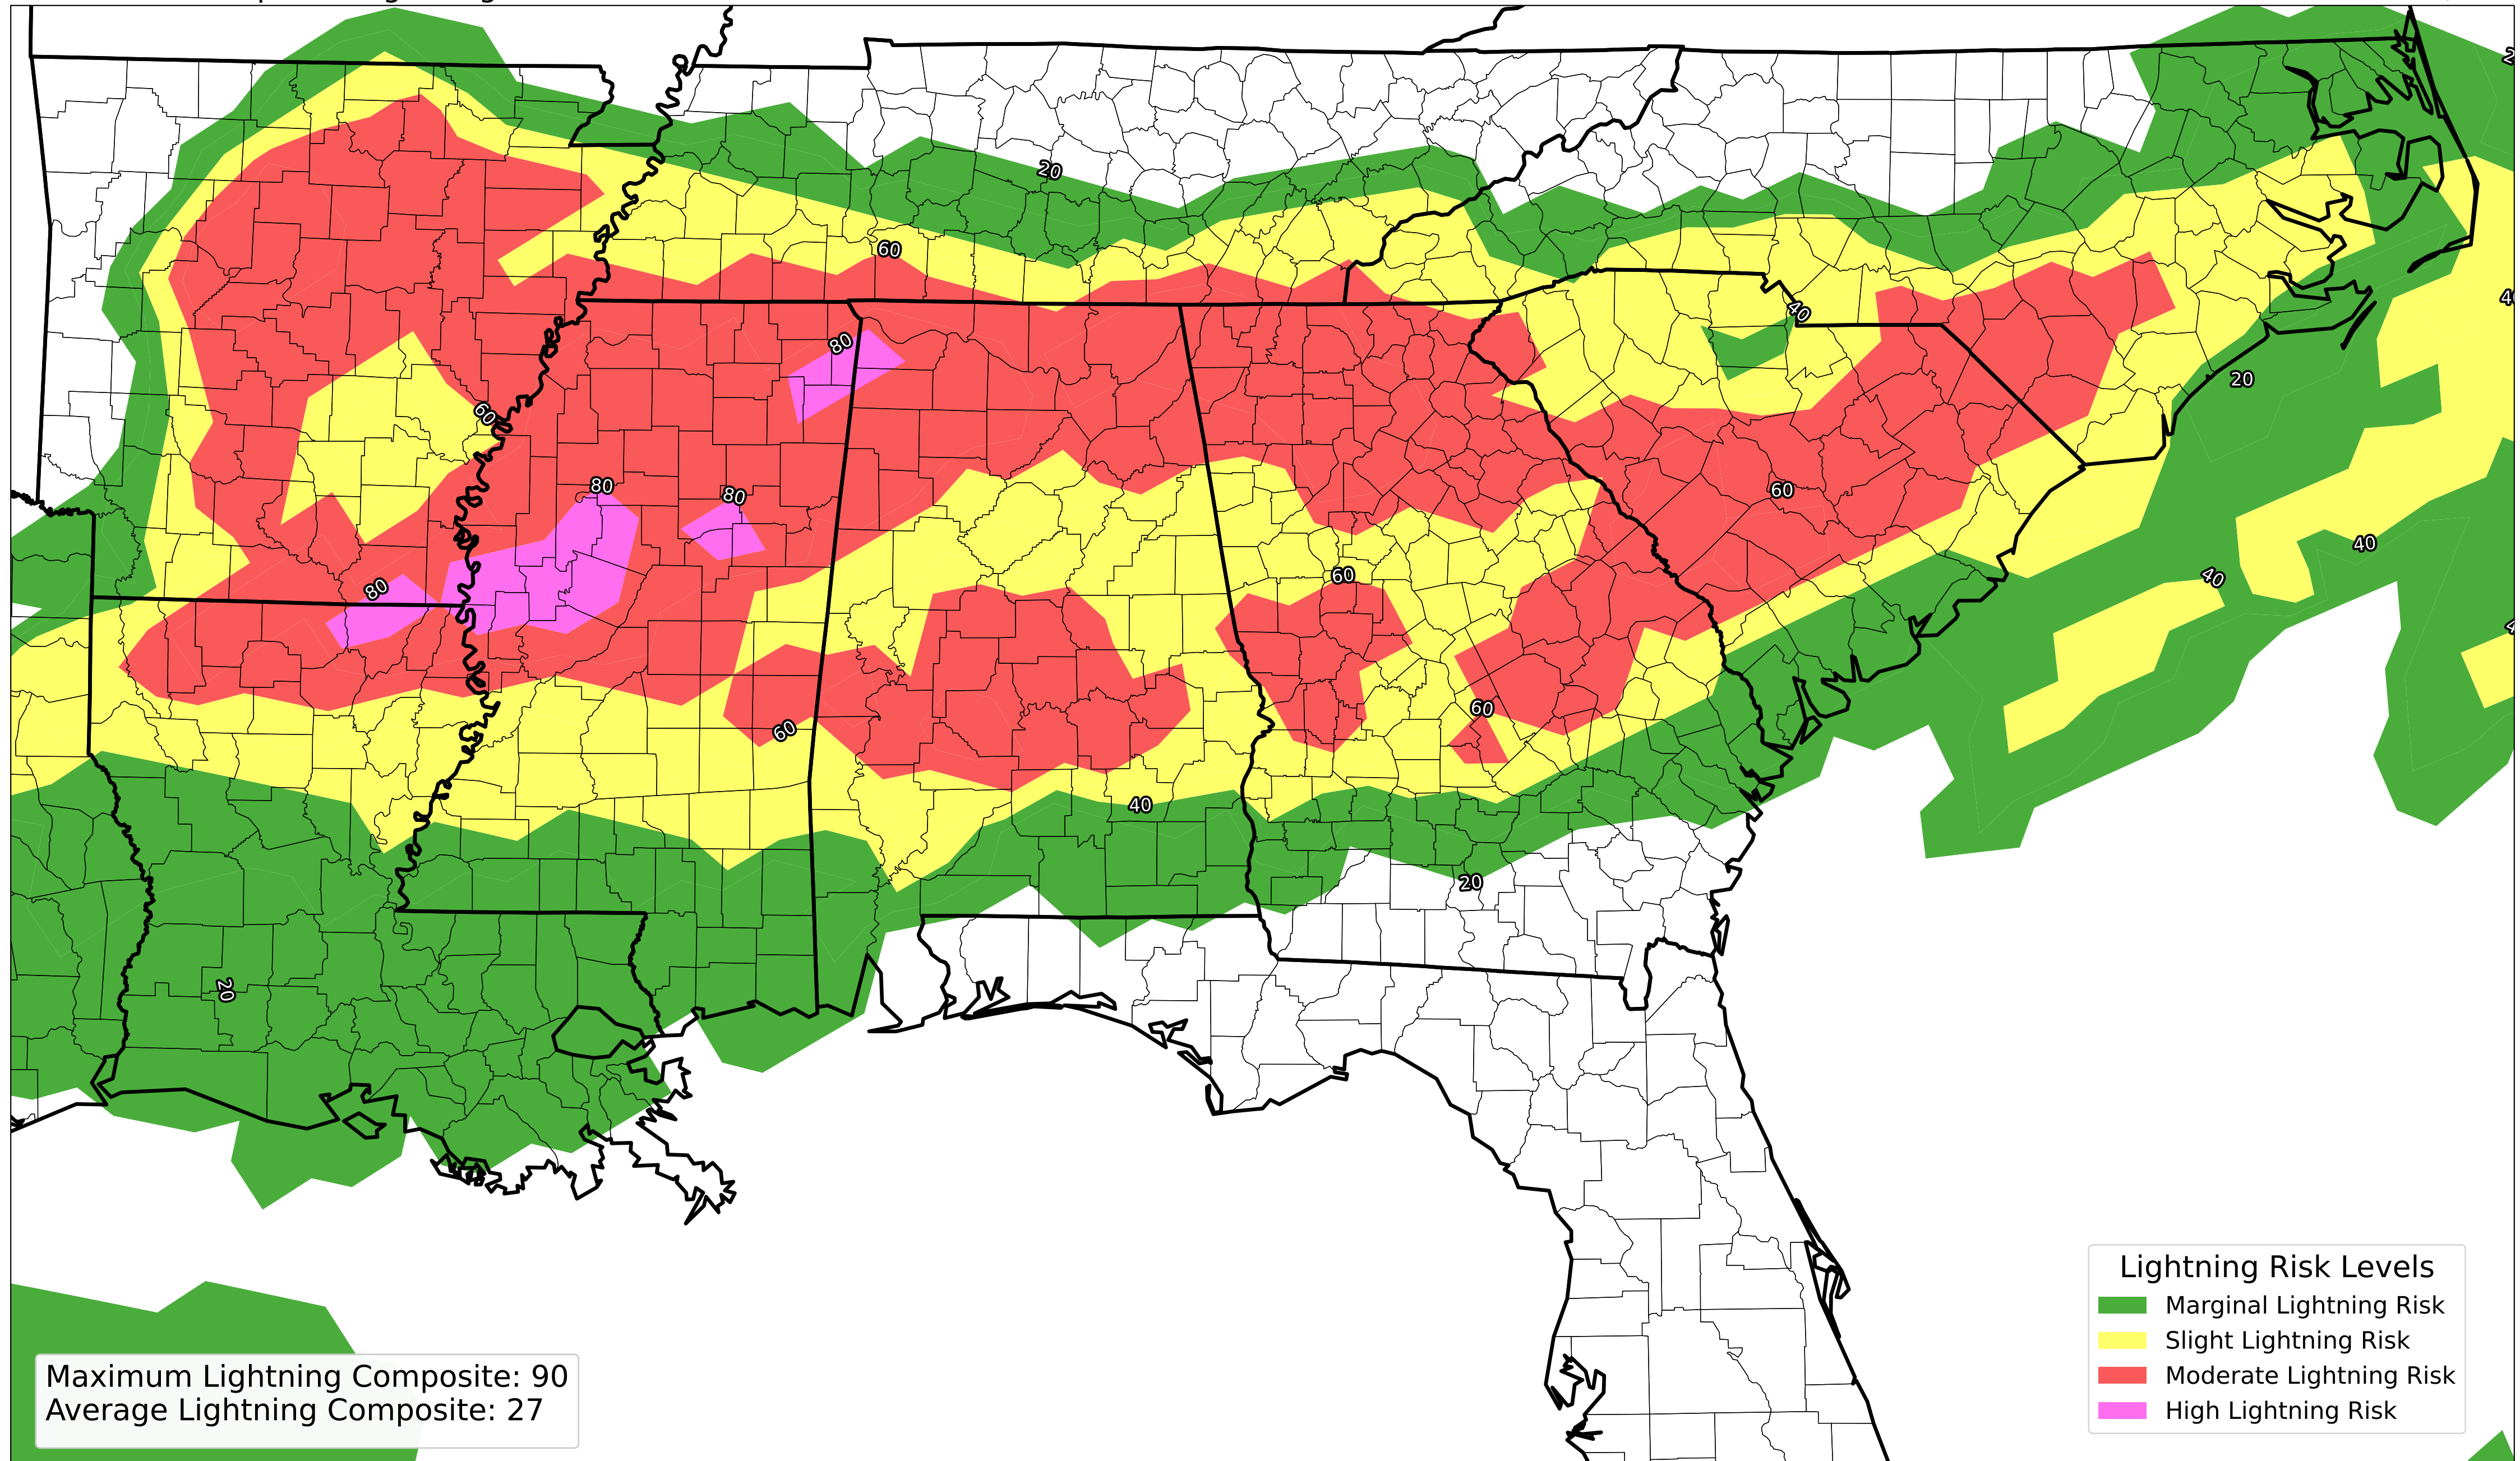 20
60
80
40
20
60
80
80
60
40
60
40
80
60
60
40
20
20
Lightning Risk Levels
Marginal Lightning Risk
Slight Lightning Risk
Moderate Lightning Risk
High Lightning Risk
Maximum Lightning Composite: 90
Average Lightning Composite: 27